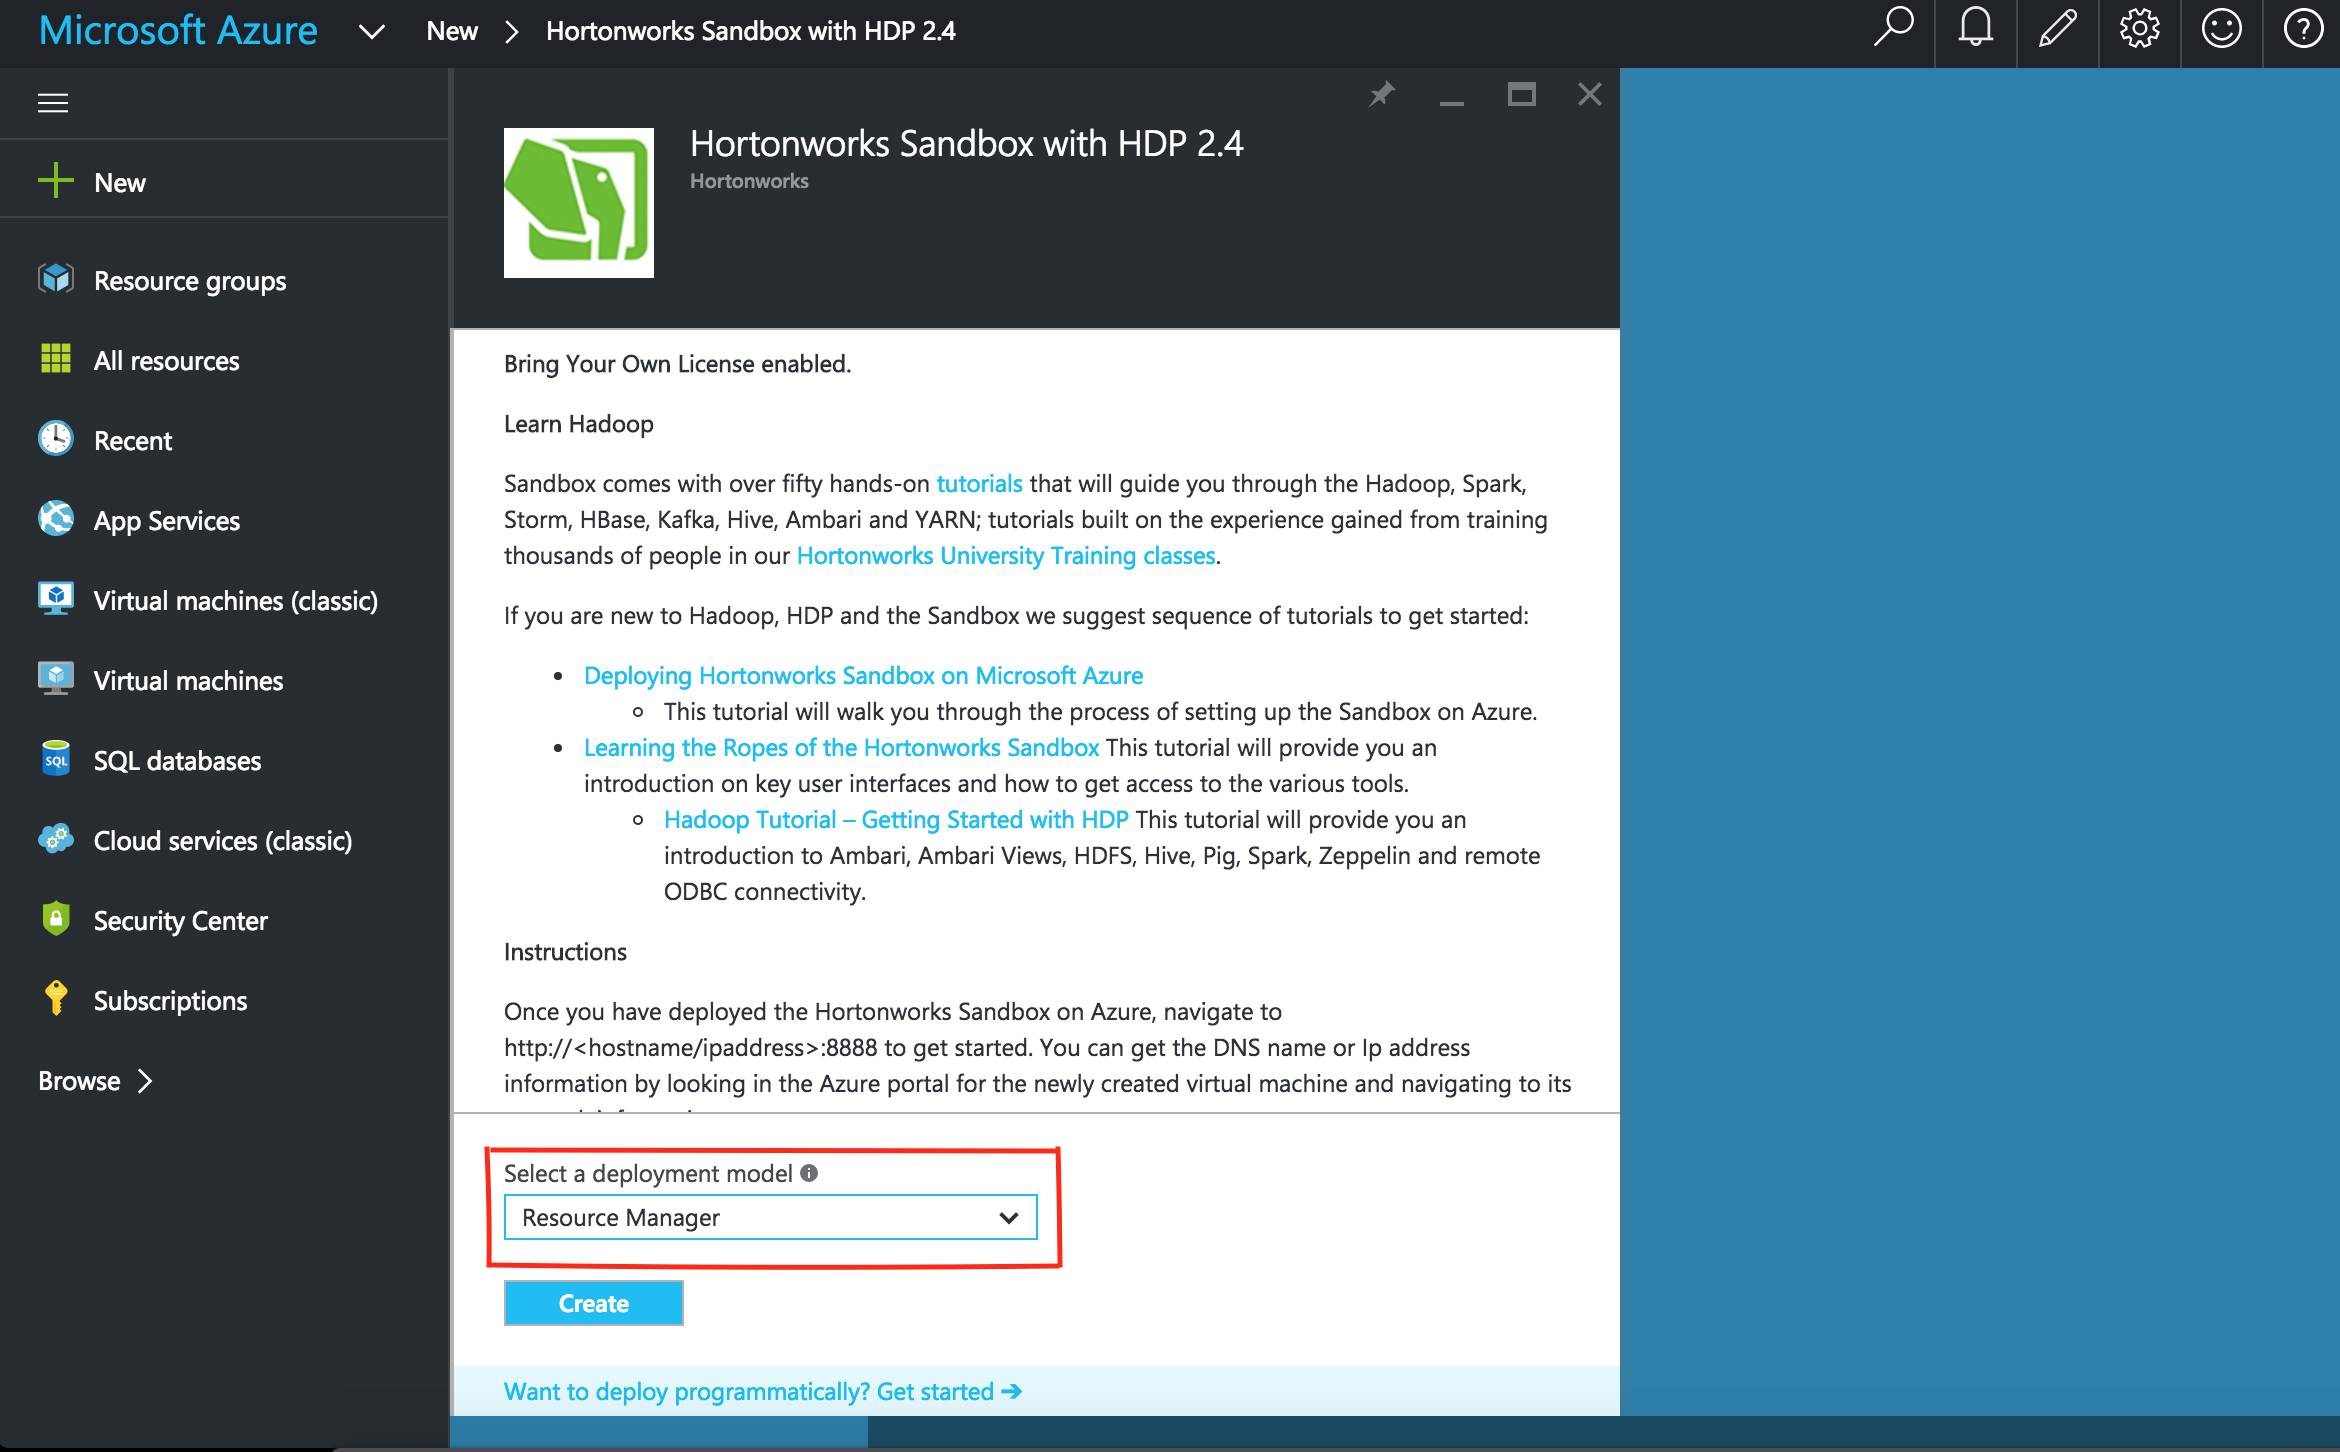 Microsoft Azure
New
Hortonworks Sandbox with HDP 2.4
New
Resource groups
All resources
Recent
App Services
Virtual machines (classic)
Virtual machines
SQL
SQL databases
Cloud services (classic)
Security Center
Subscriptions
Browse
Hortonworks Sandbox with HDP 2.4
Hortonworks
Bring Your Own License enabled.
Learn Hadoop
Sandbox comes with over fifty hands-on tutorials that will guide you through the Hadoop, Spark,
Storm, HBase, Kafka, Hive, Ambari and YARN; tutorials built on the experience gained from training
thousands of people in our Hortonworks University Training classes.
If you are new to Hadoop, HDP and the Sandbox we suggest sequence of tutorials to get started:
• Deploying Hortonworks Sandbox on Microsoft Azure
○ This tutorial will walk you through the process of setting up the Sandbox on Azure.
• Learning the Ropes of the Hortonworks Sandbox This tutorial will provide you an
introduction on key user interfaces and how to get access to the various tools.
○ Hadoop Tutorial – Getting Started with HDP This tutorial will provide you an
introduction to Ambari, Ambari Views, HDFS, Hive, Pig, Spark, Zeppelin and remote
ODBC connectivity.
Instructions
Once you have deployed the Hortonworks Sandbox on Azure, navigate to
http://<hostname/ipaddress>:8888 to get started. You can get the DNS name or Ip address
information by looking in the Azure portal for the newly created virtual machine and navigating to its
Select a deployment model
Resource Manager
Create
Want to deploy programmatically? Get started →